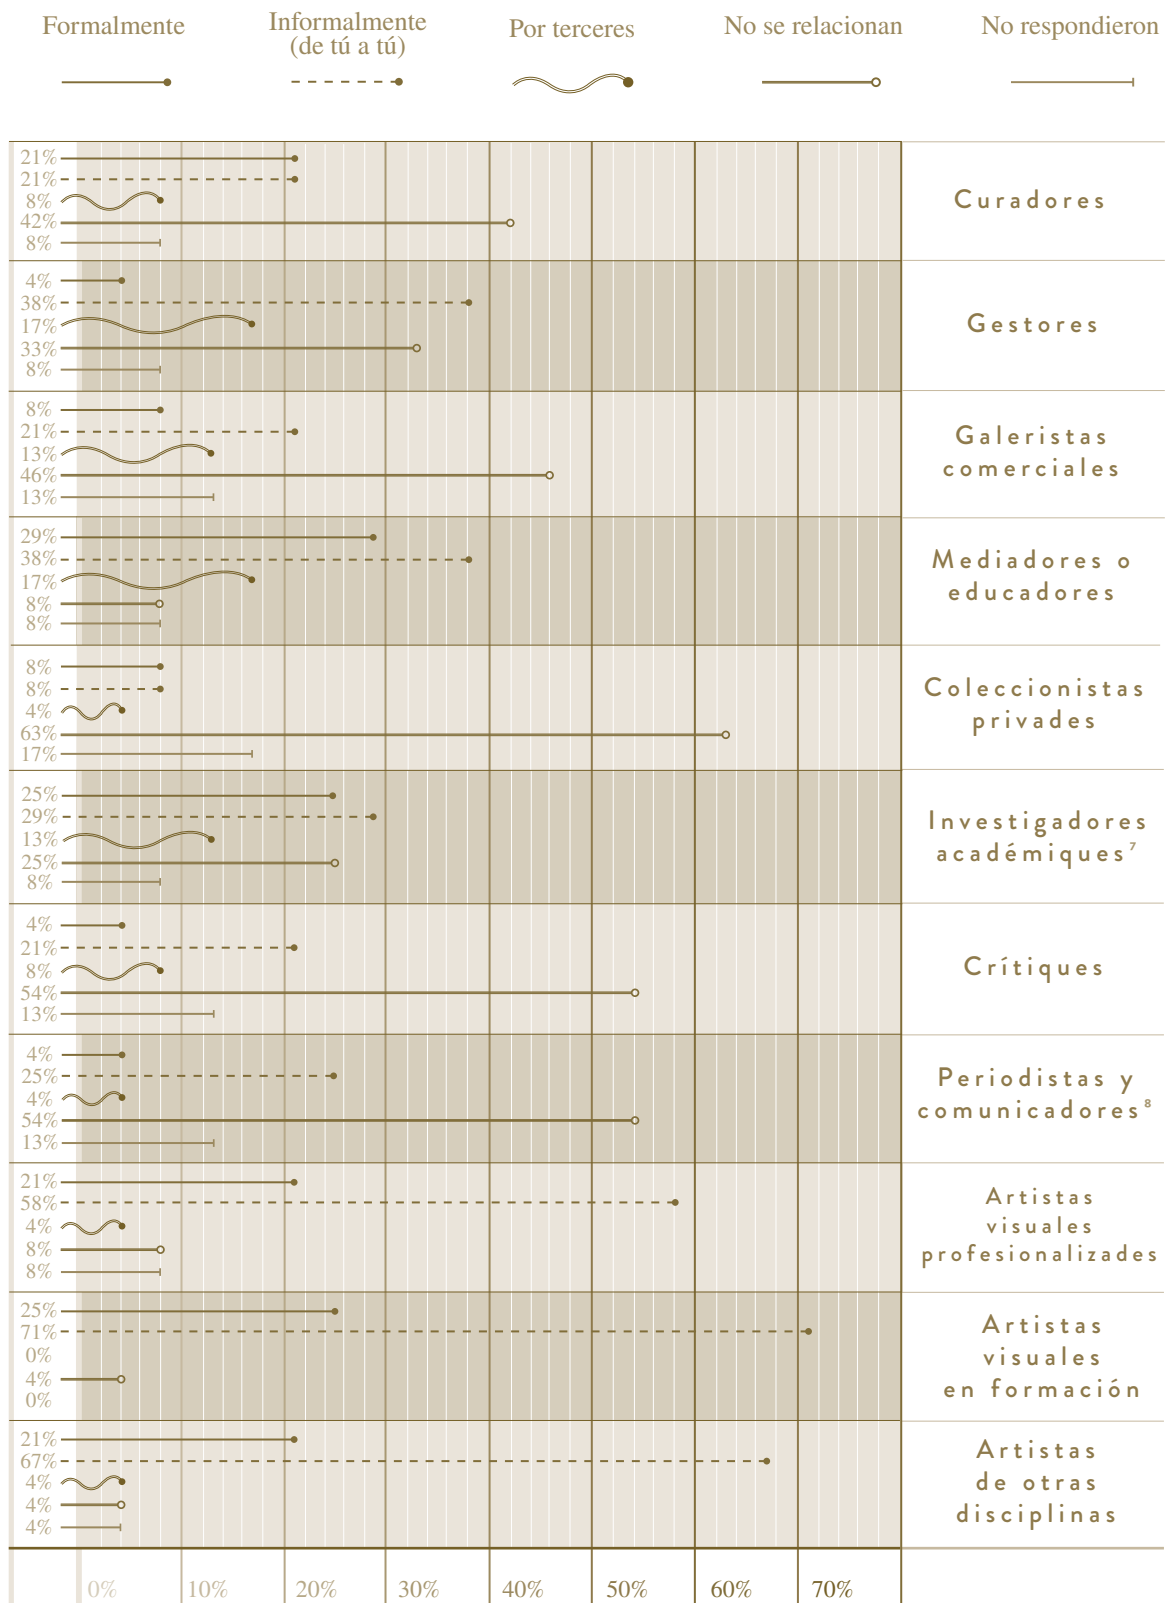 Formalmente
Informalmente
(de tú a tú)
Por terceres
No se relacionan
No respondieron
21%
21%
8%
42%
8%
Curadores
4%
38%
17%
33%
8%
Gestores
8%
21%
13%
46%
13%
Galeristas
comerciales
29%
38%
17%
8%
8%
Mediadores o
educadores
8%
8%
4%
63%
17%
Coleccionistas
privades
25%
29%
13%
25%
8%
Investigadores
académiques⁷
4%
21%
8%
54%
13%
Crítiques
4%
25%
4%
54%
13%
Periodistas y
comunicadores⁸
21%
58%
4%
8%
8%
Artistas
visuales
profesionalizades
25%
71%
0%
4%
0%
Artistas
visuales
en formación
21%
67%
4%
4%
4%
Artistas
de otras
disciplinas
0% 10% 20% 30% 40% 50% 60% 70%